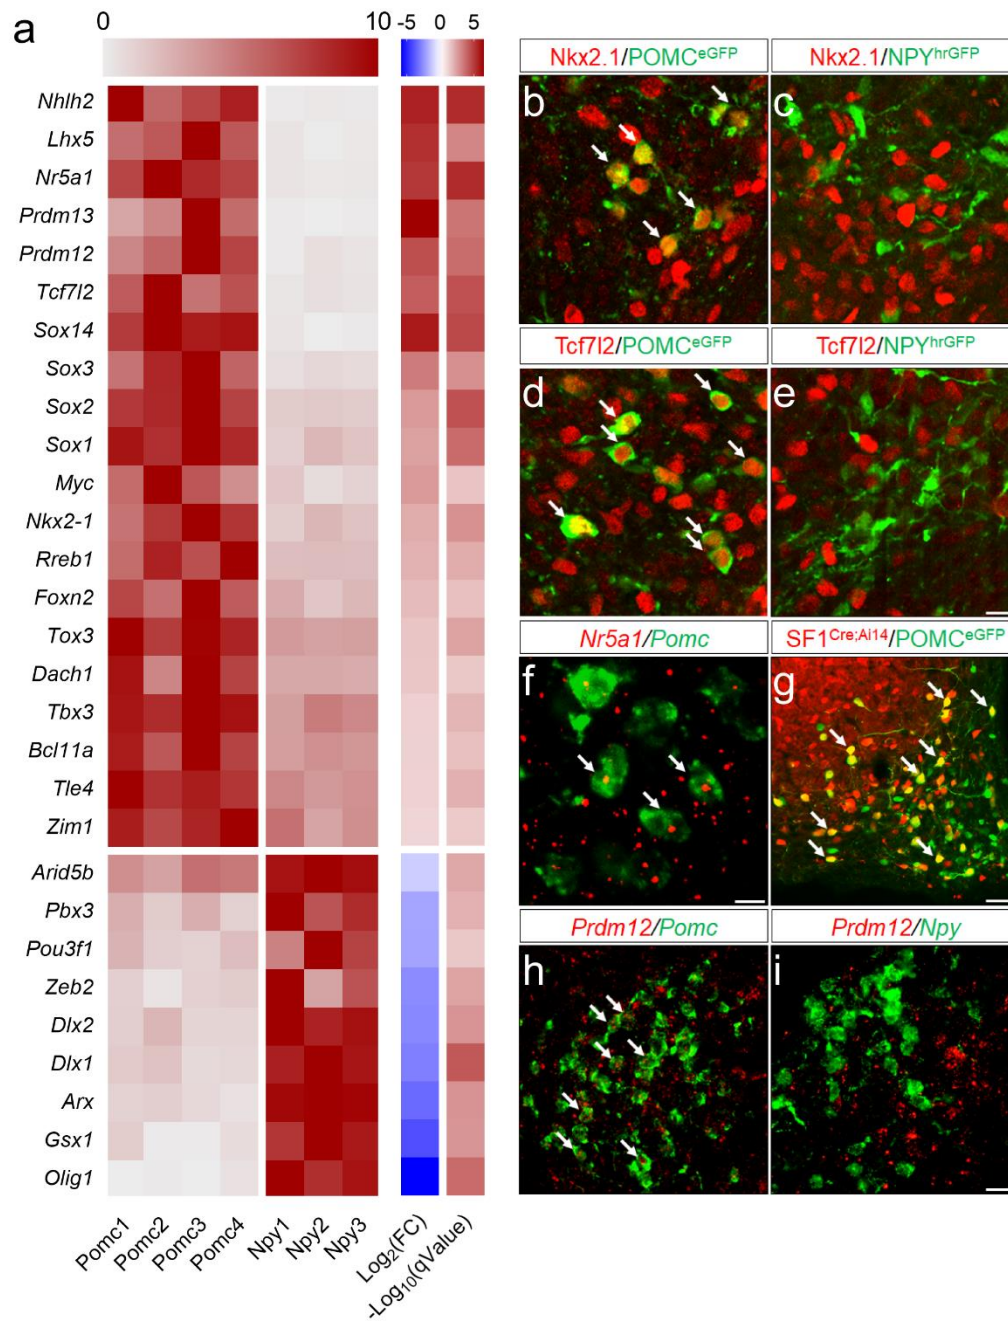 a
0 10
-5 0 5
Nhlh2
Lhx5
Nr5a1
Prdm13
Prdm12
Tcf7l2
Sox14
Sox3
Sox2
Sox1
Myc
Nkx2-1
Rreb1
Foxn2
Tox3
Dach1
Tbx3
Bcl11a
Tle4
Zim1
Arid5b
Pbx3
Pou3f1
Zeb2
Dlx2
Dlx1
Arx
Gsx1
Olig1
Pomc1
Pomc2
Pomc3
Pomc4
Npy1
Npy2
Npy3
Log2(FC)
-Log10(qValue)
Nkx2.1/POMCeGFP
Nkx2.1/NPYhrGFP
b
c
Tcf7l2/POMCeGFP
Tcf7l2/NPYhrGFP
d
e
Nr5a1/Pomc
SF1Cre;Ai14/POMCeGFP
f
g
Prdm12/Pomc
Prdm12/Npy
h
i